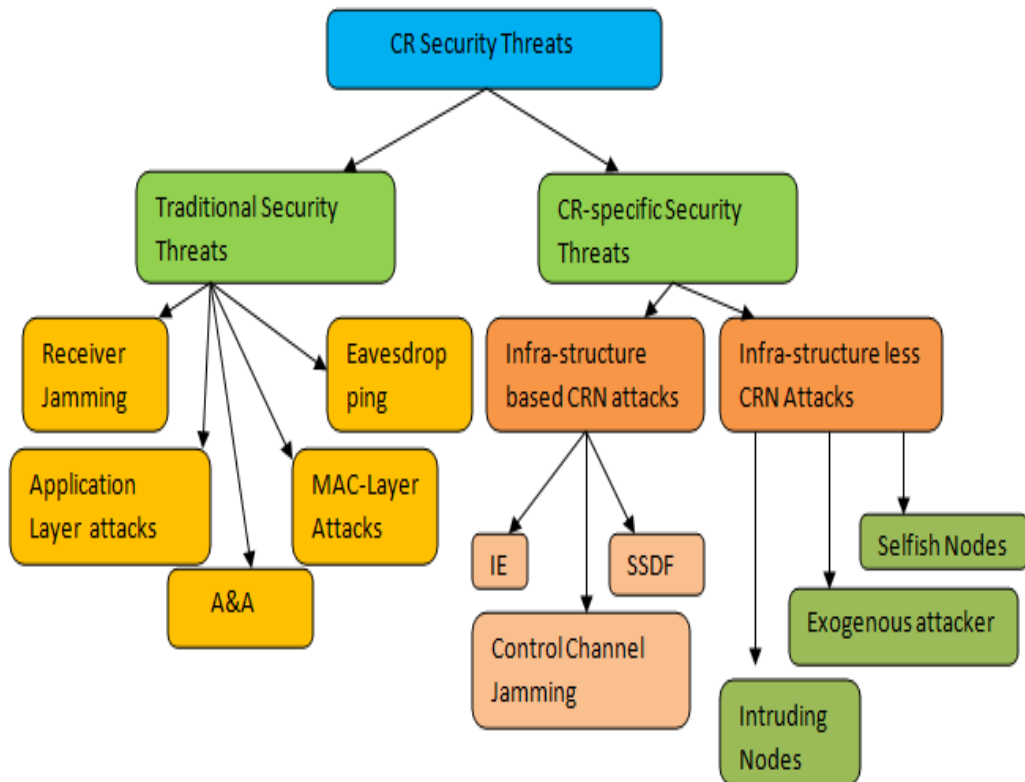 CR Security Threats
Traditional Security
Threats
CR-specific Security
Threats
Receiver
Jamming
Eavesdrop
ping
Infra-structure
based CRN attacks
Infra-structure less
CRN Attacks
Application
Layer attacks
MAC-Layer
Attacks
A&A
IE
SSDF
Control Channel
Jamming
Selfish Nodes
Exogenous attacker
Intruding
Nodes